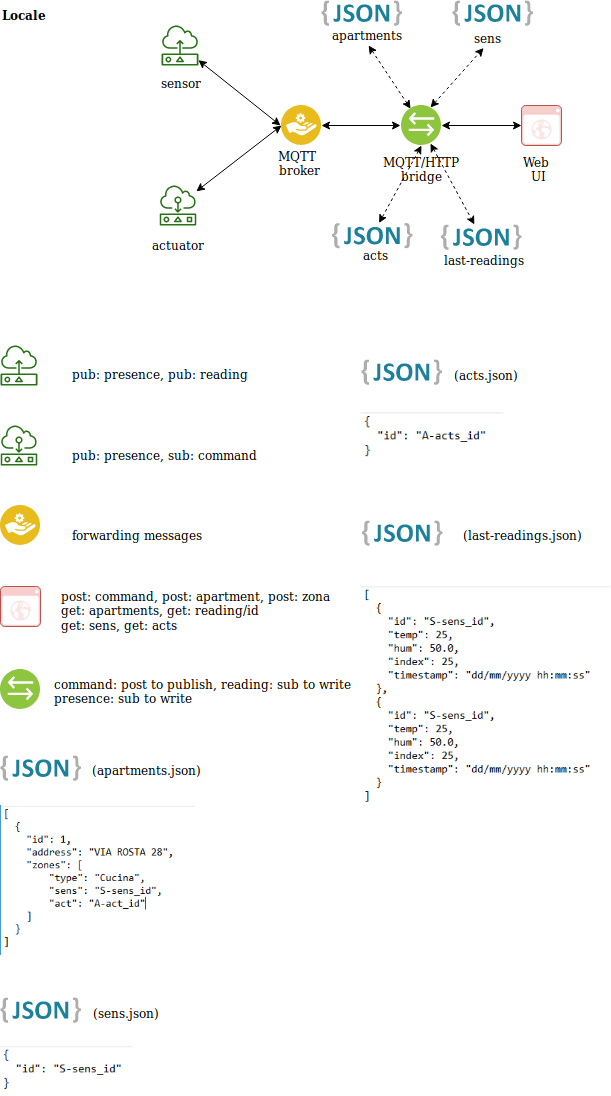 Locale
{JSON}
apartments
{JSON}
sens
sensor
MQTT
broker
MQTT/HTTP
bridge
Web
UI
actuator
{JSON}
acts
{JSON}
last-readings
pub: presence, pub: reading
pub: presence, sub: command
forwarding messages
post: command, post: apartment, post: zona
get: apartments, get: reading/id
get: sens, get: acts
command: post to publish, reading: sub to write
presence: sub to write
{JSON} (apartments.json)
[
{
"id": 1,
"address": "VIA ROSTA 28",
"zones": [
"type": "Cucina",
"sens": "S-sens_id",
"act": "A-act_id"
]
}
]
{JSON} (sens.json)
{
"id": "S-sens_id"
}
{JSON} (acts.json)
{
"id": "A-acts_id"
}
{JSON} (last-readings.json)
[
{
"id": "S-sens_id",
"temp": 25,
"hum": 50.0,
"index": 25,
"timestamp": "dd/mm/yyyy hh:mm:ss"
},
{
"id": "S-sens_id",
"temp": 25,
"hum": 50.0,
"index": 25,
"timestamp": "dd/mm/yyyy hh:mm:ss"
}
]